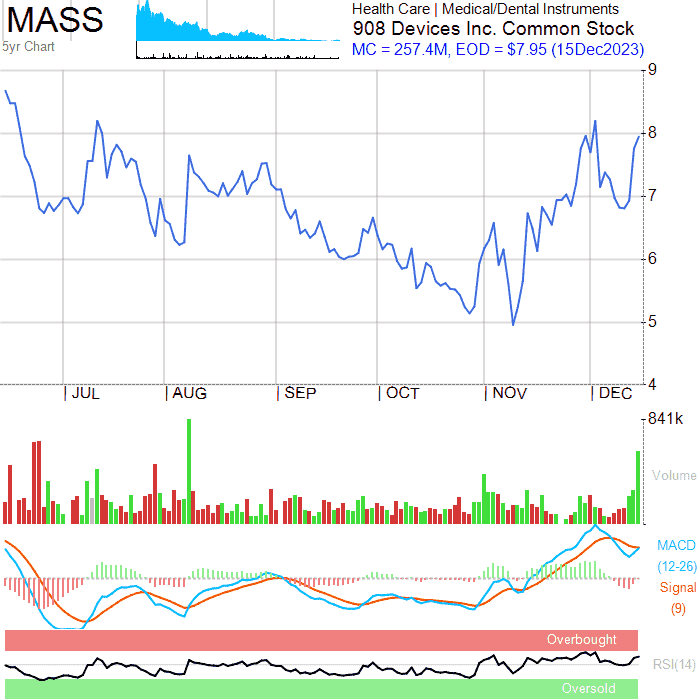 MASS
5yr Chart
Health Care | Medical/Dental Instruments
908 Devices Inc. Common Stock
MC = 257.4M, EOD = $7.95 (15Dec2023)
9
8
7
6
5
4
JUL AUG SEP OCT NOV DEC
841k
Volume
MACD
(12-26)
Signal
(9)
Overbought
RSI(14)
Oversold